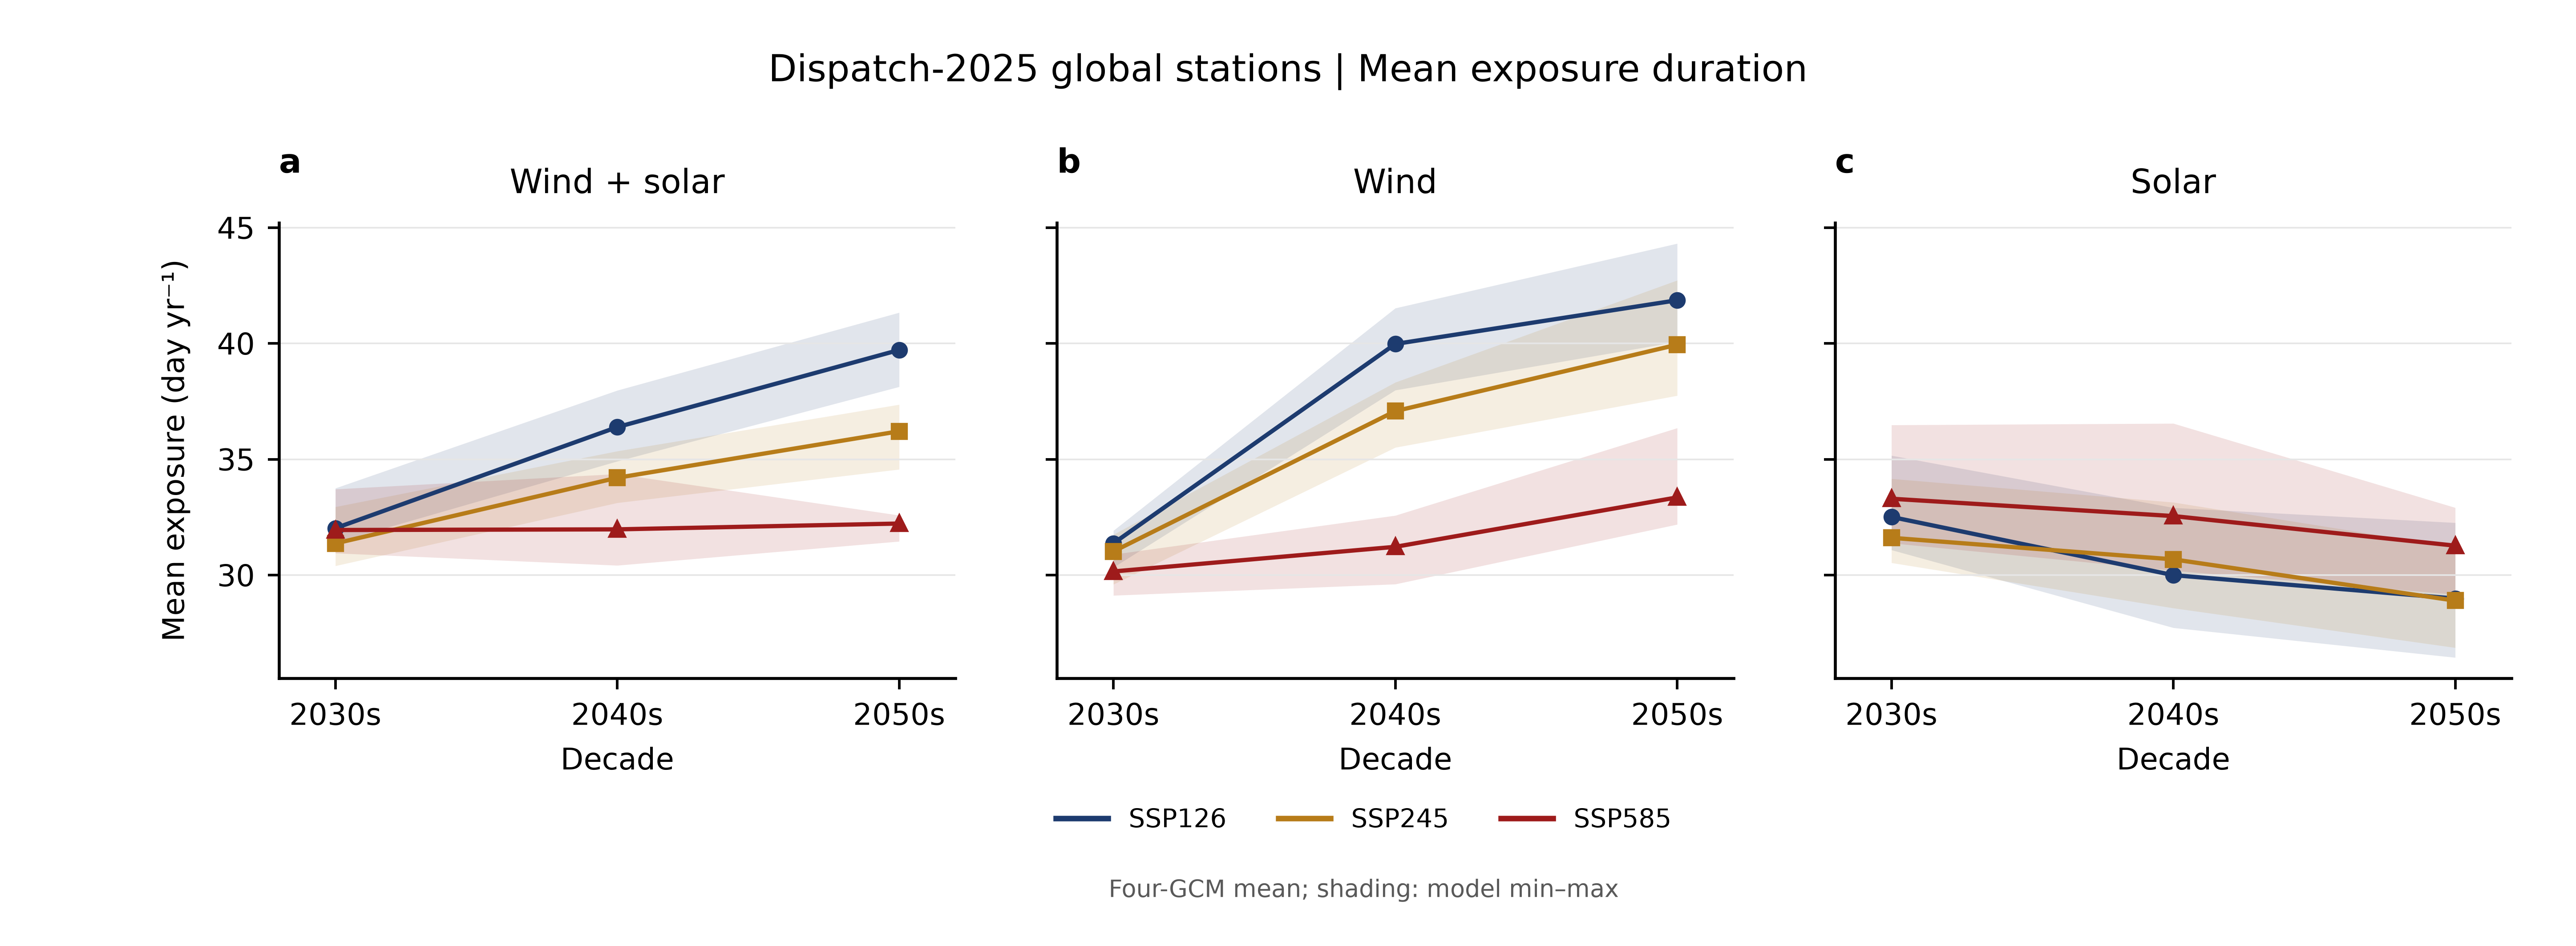 Dispatch-2025 global stations | Mean exposure duration
a
Wind + solar
b
Wind
c
Solar
Mean exposure (day yr⁻¹)
45
40
35
30
2030s 2040s 2050s
Decade
2030s 2040s 2050s
Decade
2030s 2040s 2050s
Decade
SSP126 SSP245 SSP585
Four-GCM mean; shading: model min–max